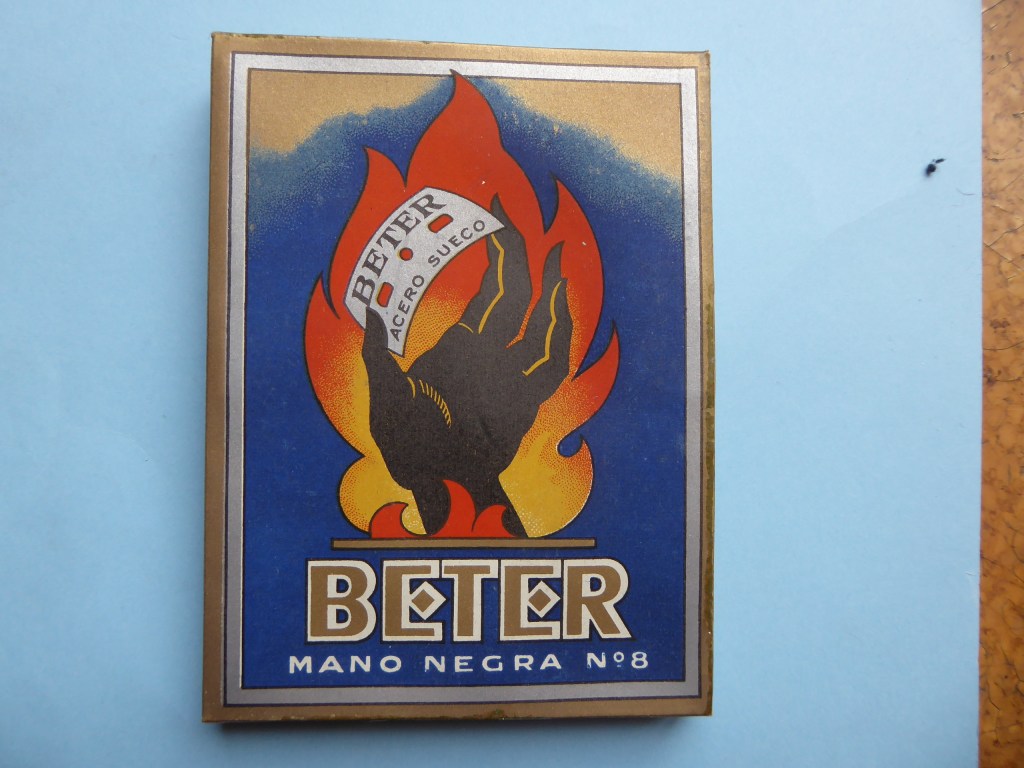 BETER
ACERO SUECO
BETER
MANO NEGRA Nº8